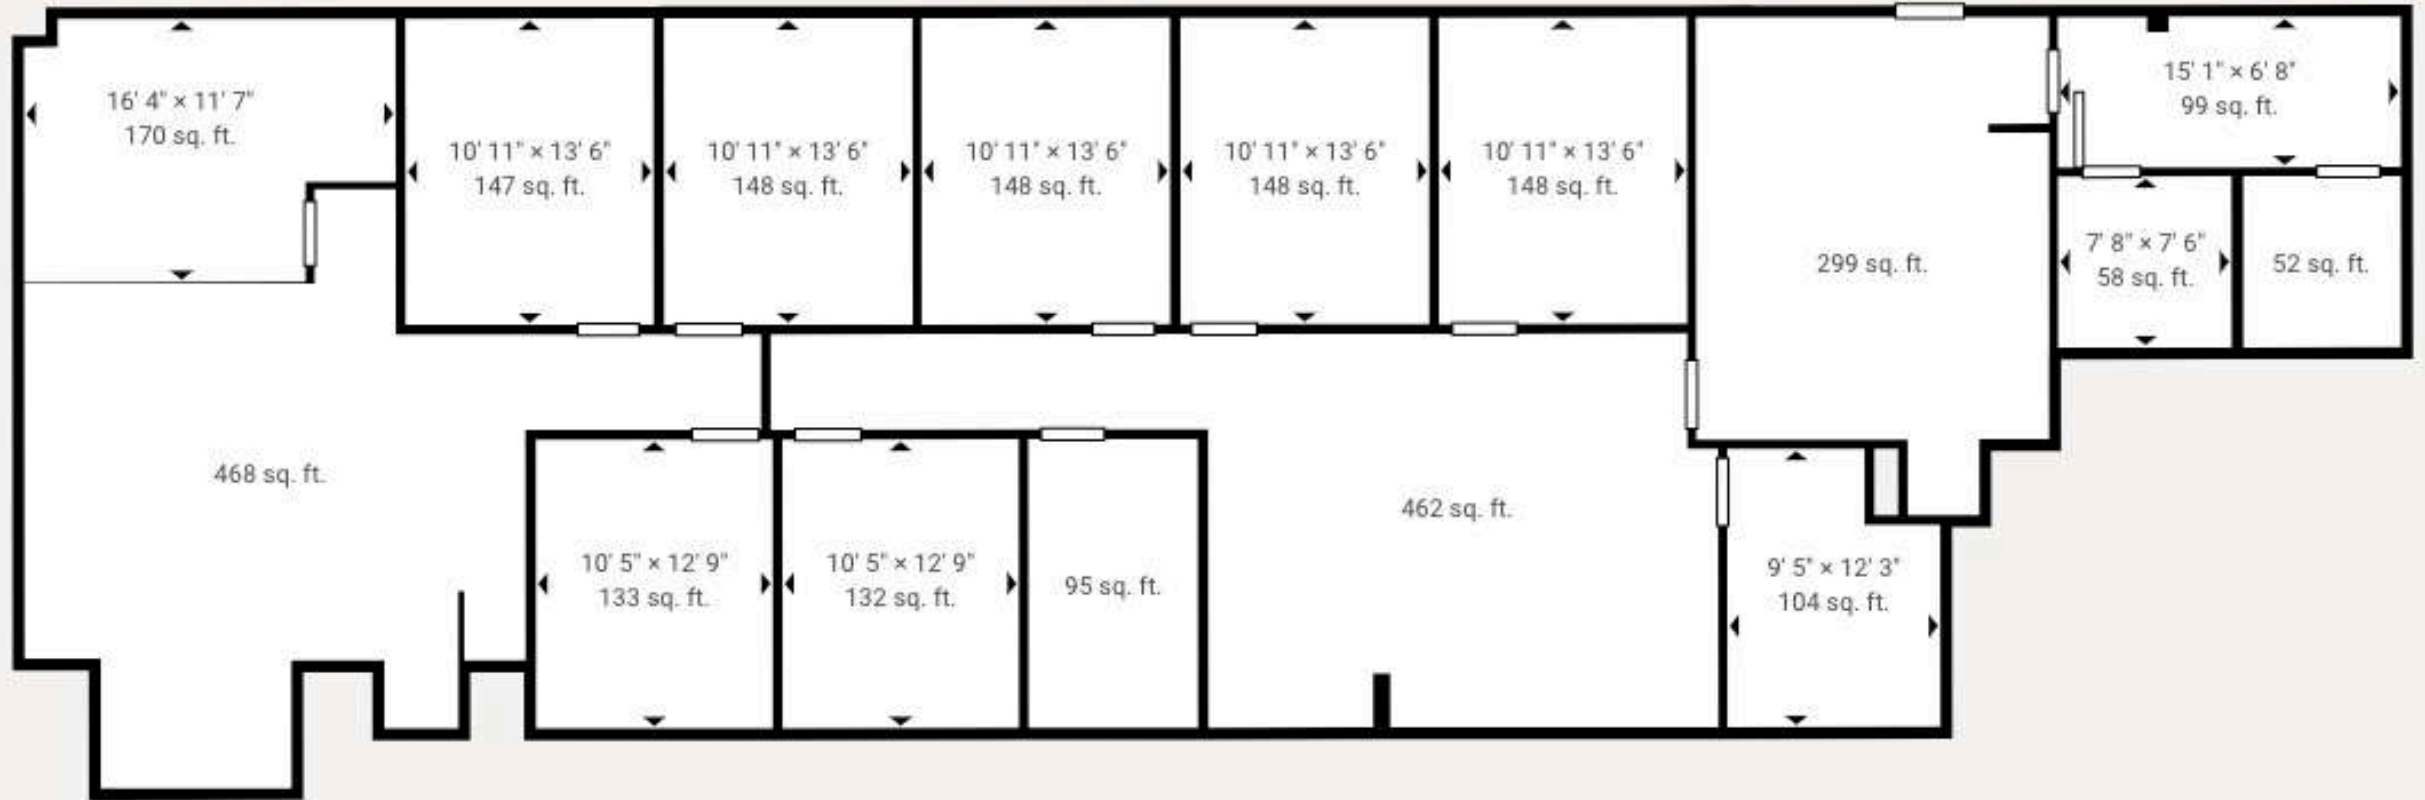 16' 4" × 11' 7"
170 sq. ft.
10' 11" × 13' 6"
147 sq. ft.
10' 11" × 13' 6"
148 sq. ft.
10' 11" × 13' 6"
148 sq. ft.
10' 11" × 13' 6"
148 sq. ft.
10' 11" × 13' 6"
148 sq. ft.
299 sq. ft.
15' 1" × 6' 8"
99 sq. ft.
7' 8" × 7' 6"
58 sq. ft.
52 sq. ft.
468 sq. ft.
10' 5" × 12' 9"
133 sq. ft.
10' 5" × 12' 9"
132 sq. ft.
95 sq. ft.
462 sq. ft.
9' 5" × 12' 3"
104 sq. ft.